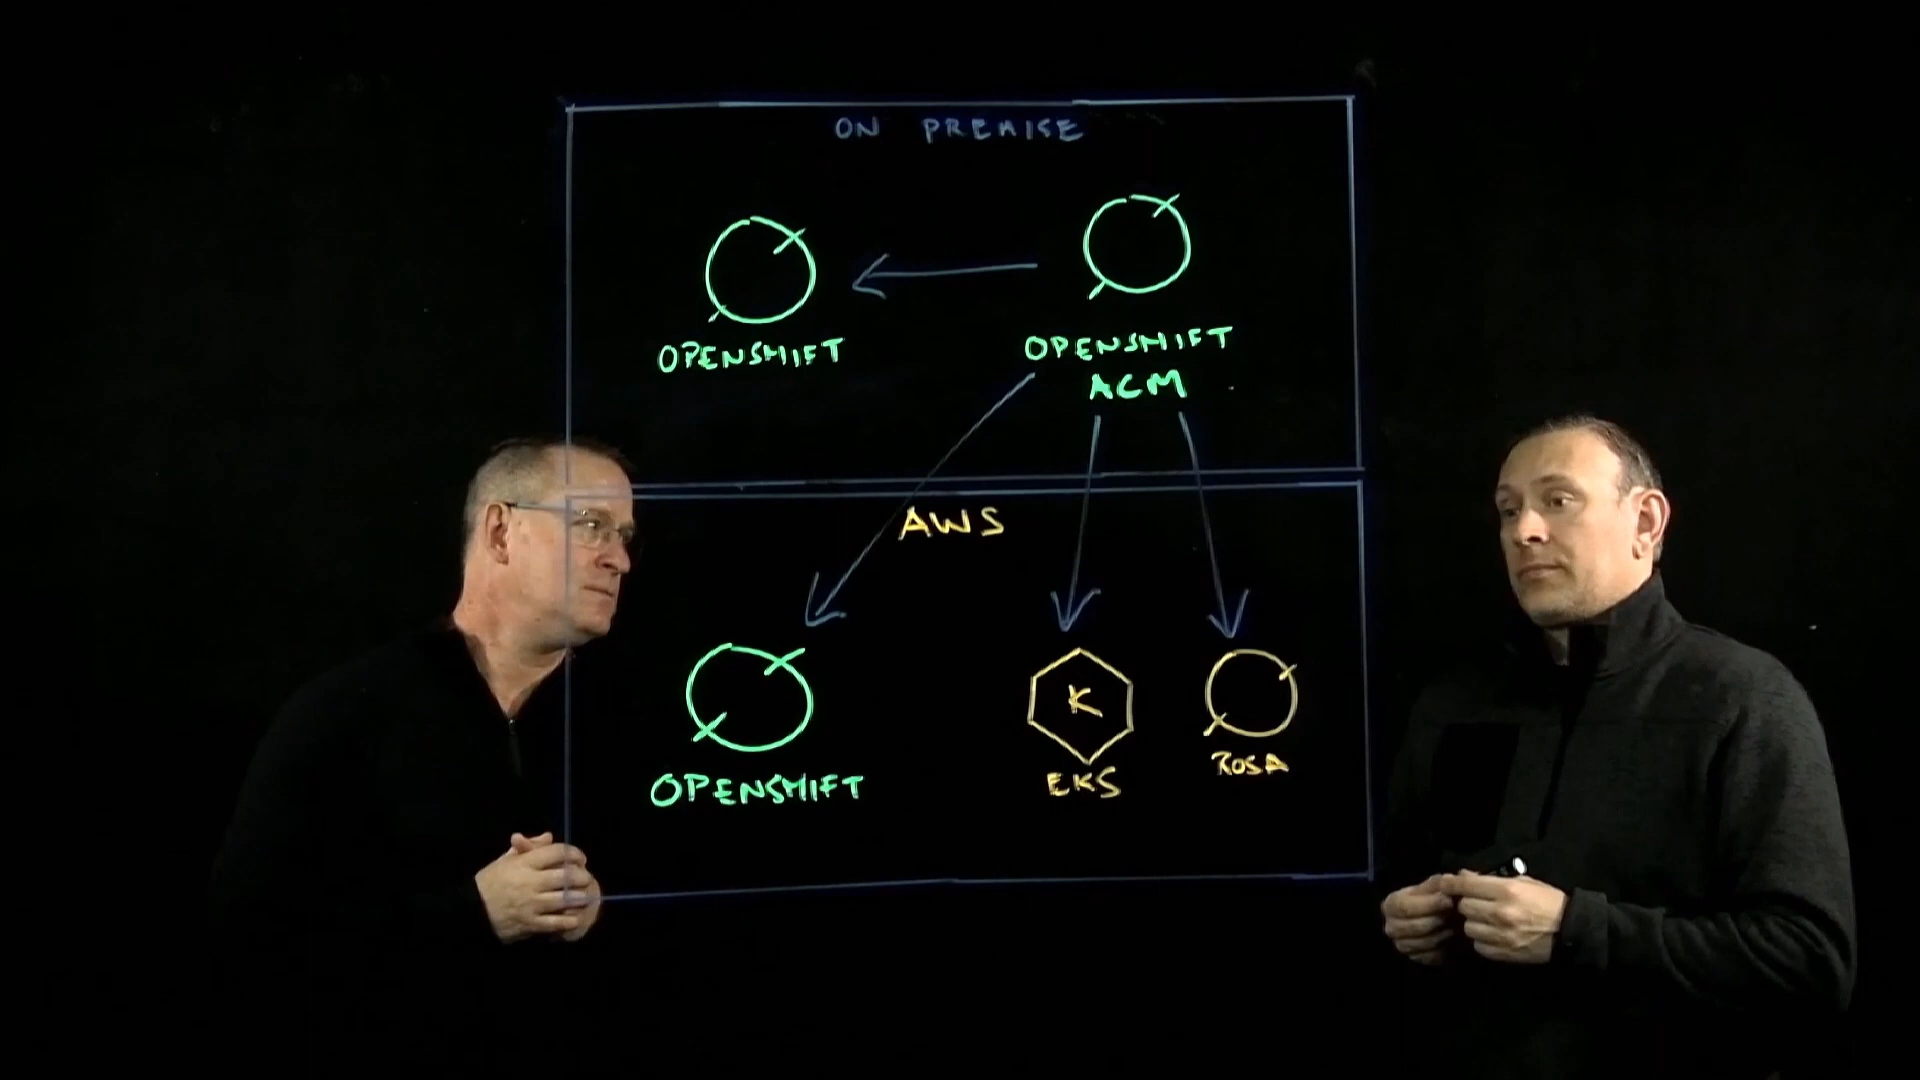 ON PREMISE
OPENSHIFT
OPENSHIFT
ACM
AWS
K
OPENSHIFT
EKS
ROSA